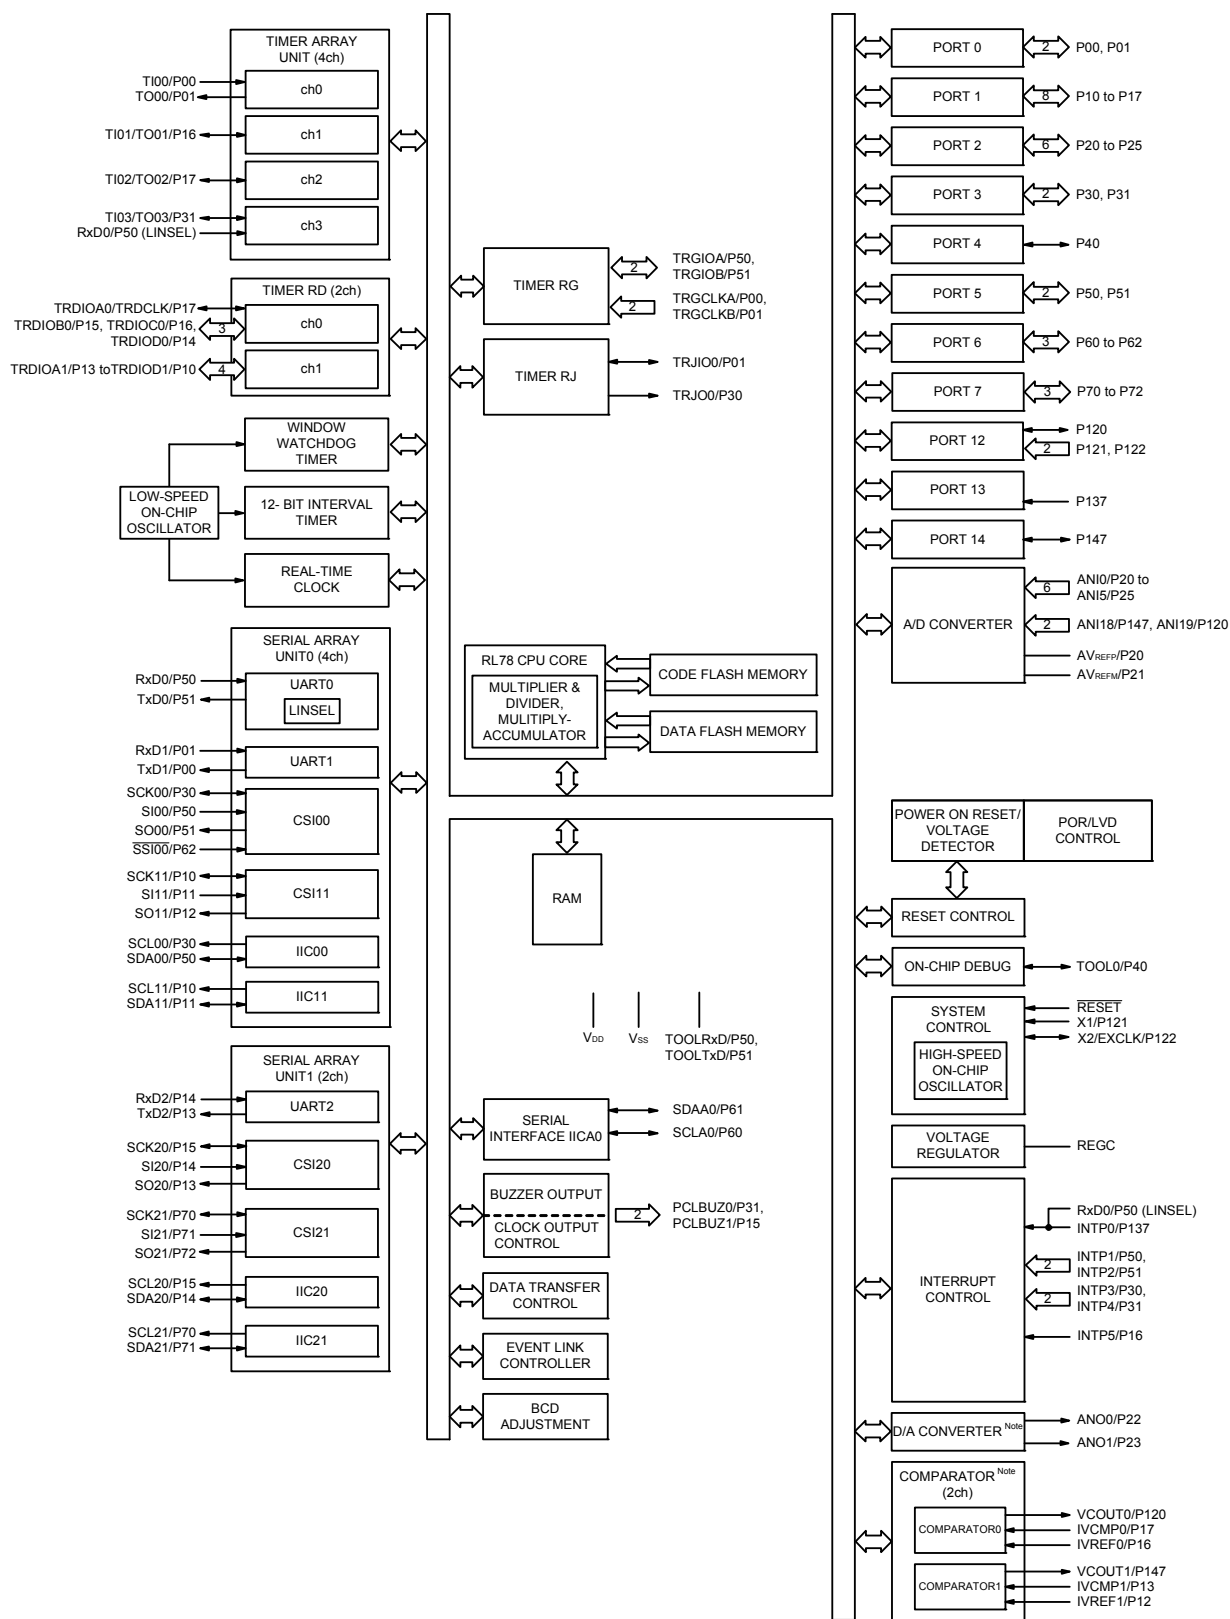 TIMER ARRAY
UNIT (4ch)
TI00/P00
TO00/P01
ch0
TI01/TO01/P16
ch1
TI02/TO02/P17
ch2
TI03/TO03/P31
RxD0/P50 (LINSEL)
ch3
TIMER RD (2ch)
TRDIOA0/TRDCLK/P17
TRDIOB0/P15, TRDIOC0/P16,
TRDIOD0/P14
3
ch0
TRDIOA1/P13 toTRDIOD1/P10
4
ch1
WINDOW
WATCHDOG
TIMER
LOW-SPEED
ON-CHIP
OSCILLATOR
12- BIT INTERVAL
TIMER
REAL-TIME
CLOCK
SERIAL ARRAY
UNIT0 (4ch)
RxD0/P50
TxD0/P51
UART0
LINSEL
RxD1/P01
TxD1/P00
UART1
SCK00/P30
SI00/P50
SO00/P51
SSI00/P62
CSI00
SCK11/P10
SI11/P11
SO11/P12
CSI11
SCL00/P30
SDA00/P50
IIC00
SCL11/P10
SDA11/P11
IIC11
SERIAL ARRAY
UNIT1 (2ch)
RxD2/P14
TxD2/P13
UART2
SCK20/P15
SI20/P14
SO20/P13
CSI20
SCK21/P70
SI21/P71
SO21/P72
CSI21
SCL20/P15
SDA20/P14
IIC20
SCL21/P70
SDA21/P71
IIC21
TIMER RG
2
TRGIOA/P50,
TRGIOB/P51
2
TRGCLKA/P00,
TRGCLKB/P01
TIMER RJ
TRJIO0/P01
TRJO0/P30
RL78 CPU CORE
MULTIPLIER &
DIVIDER,
MULITIPLY-
ACCUMULATOR
CODE FLASH MEMORY
DATA FLASH MEMORY
RAM
VDD
VSS
TOOLRxD/P50,
TOOLTxD/P51
SERIAL
INTERFACE IICA0
SDAA0/P61
SCLA0/P60
BUZZER OUTPUT
CLOCK OUTPUT
CONTROL
2
PCLBUZ0/P31,
PCLBUZ1/P15
DATA TRANSFER
CONTROL
EVENT LINK
CONTROLLER
BCD
ADJUSTMENT
PORT 0
2
P00, P01
PORT 1
8
P10 to P17
PORT 2
6
P20 to P25
PORT 3
2
P30, P31
PORT 4
P40
PORT 5
2
P50, P51
PORT 6
3
P60 to P62
PORT 7
3
P70 to P72
PORT 12
P120
2
P121, P122
PORT 13
P137
PORT 14
P147
A/D CONVERTER
6
ANI0/P20 to
ANI5/P25
2
ANI18/P147, ANI19/P120
AVREFP/P20
AVREFM/P21
POWER ON RESET/
VOLTAGE
DETECTOR
POR/LVD
CONTROL
RESET CONTROL
ON-CHIP DEBUG
TOOL0/P40
SYSTEM
CONTROL
HIGH-SPEED
ON-CHIP
OSCILLATOR
RESET
X1/P121
X2/EXCLK/P122
VOLTAGE
REGULATOR
REGC
INTERRUPT
CONTROL
RxD0/P50 (LINSEL)
INTP0/P137
2
INTP1/P50,
INTP2/P51
2
INTP3/P30,
INTP4/P31
INTP5/P16
D/A CONVERTER Note
ANO0/P22
ANO1/P23
COMPARATOR Note
(2ch)
COMPARATOR0
VCOUT0/P120
IVCMP0/P17
IVREF0/P16
COMPARATOR1
VCOUT1/P147
IVCMP1/P13
IVREF1/P12